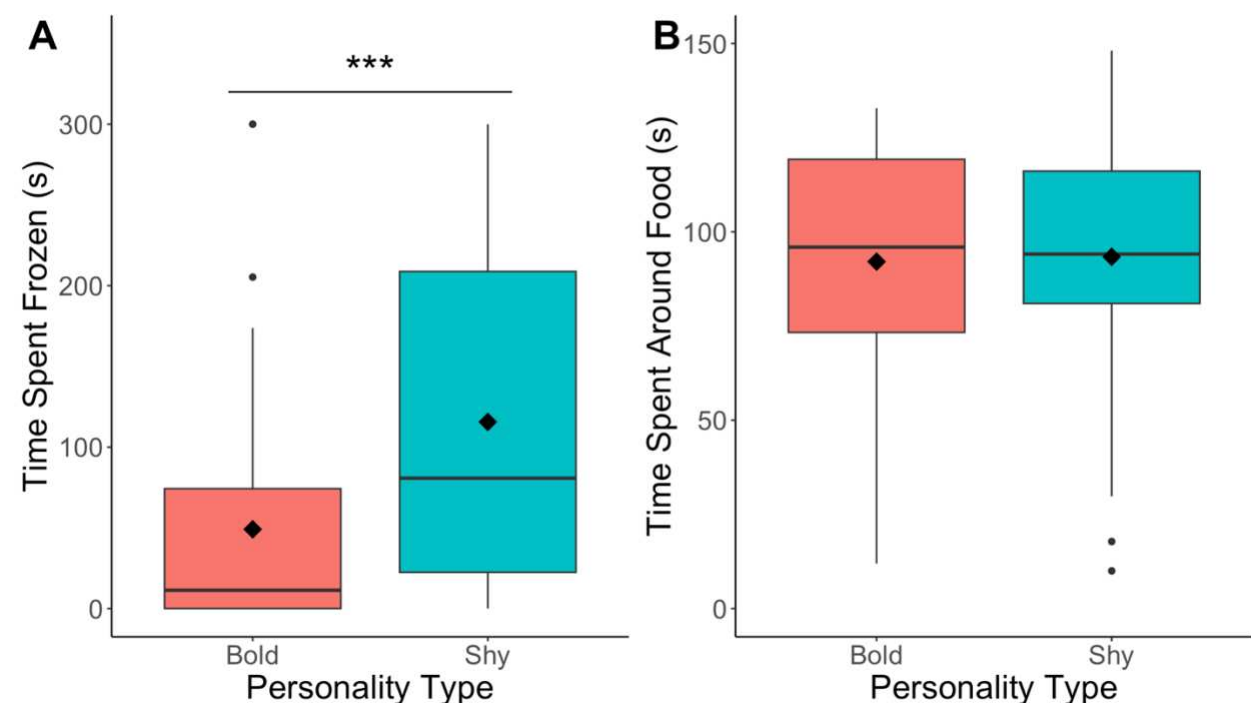 A
***
Time Spent Frozen (s)
300
200
100
0
Bold Shy
Personality Type
B
Time Spent Around Food (s)
150
100
50
0
Bold Shy
Personality Type